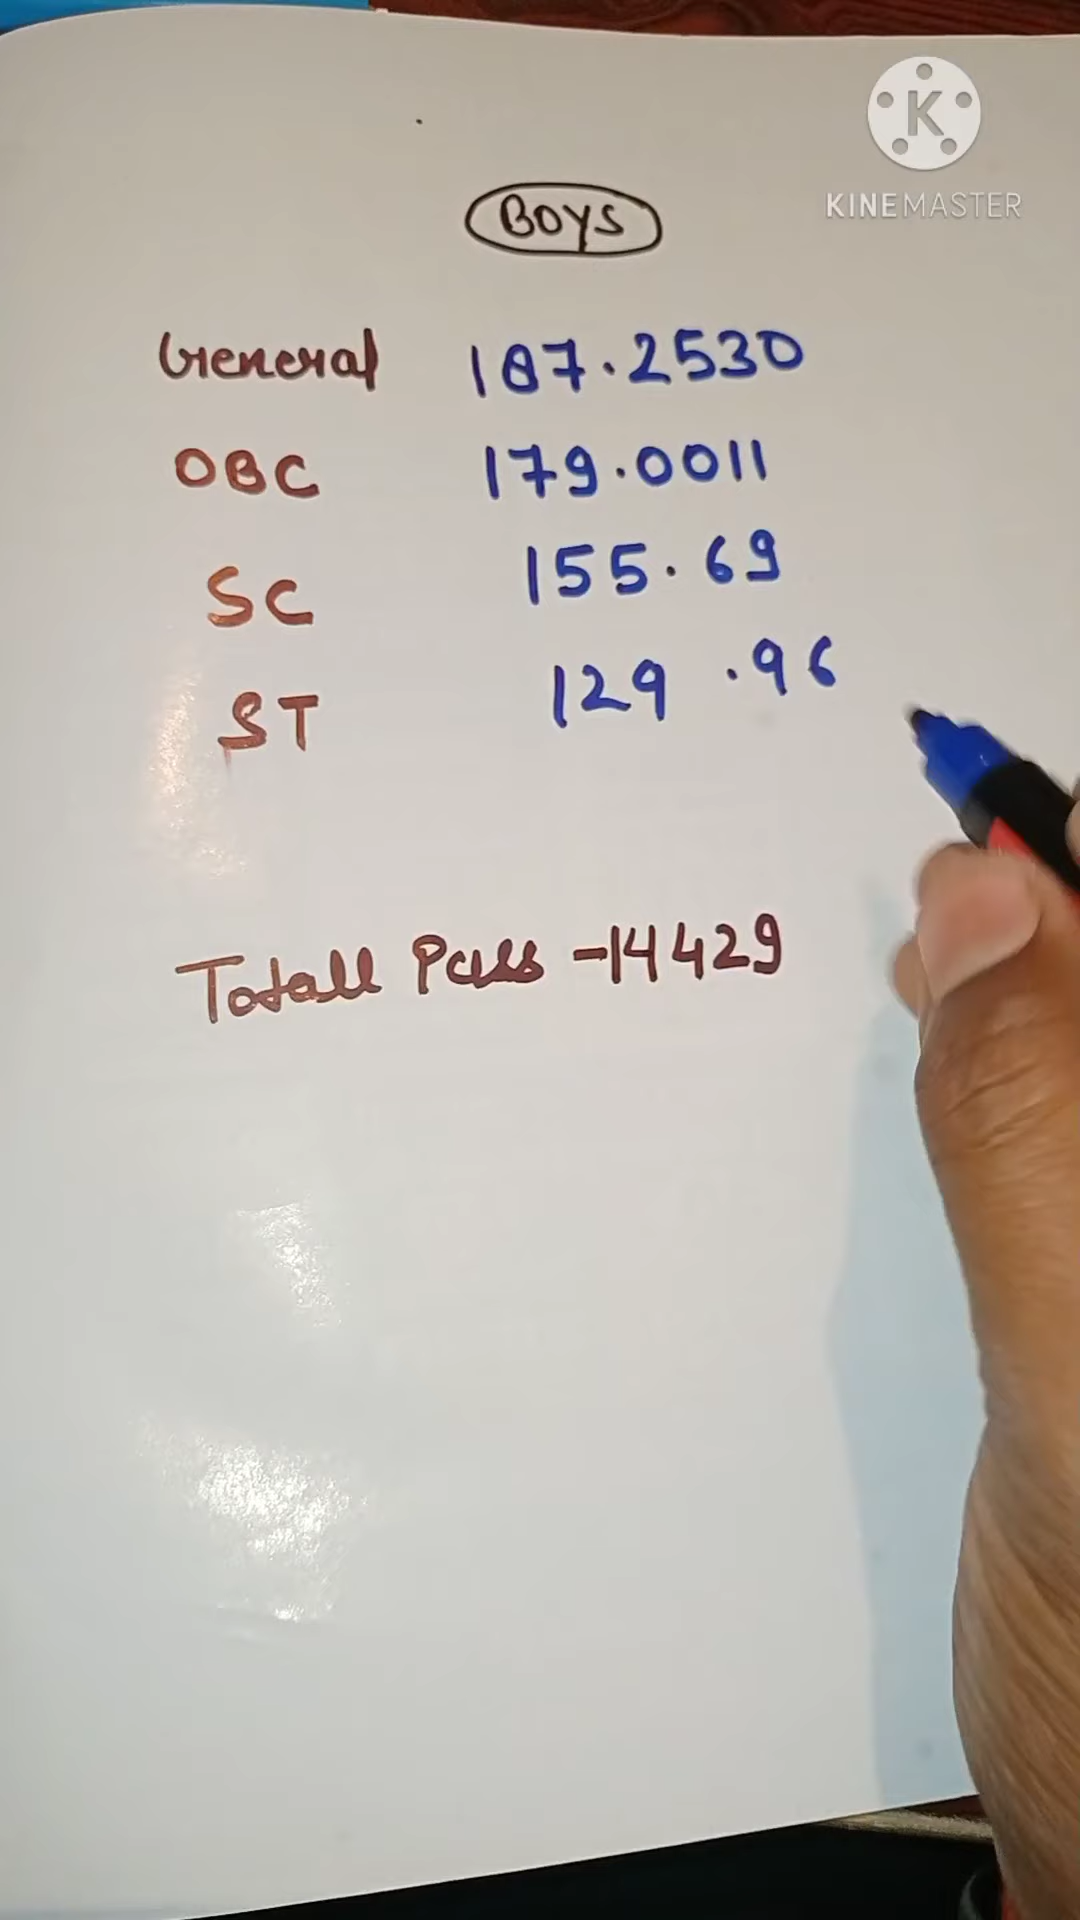 K
KINEMASTER
BOYS
General 187.2530
OBC 179.0011
SC 155.69
ST 129.96
Totall Pass -14429